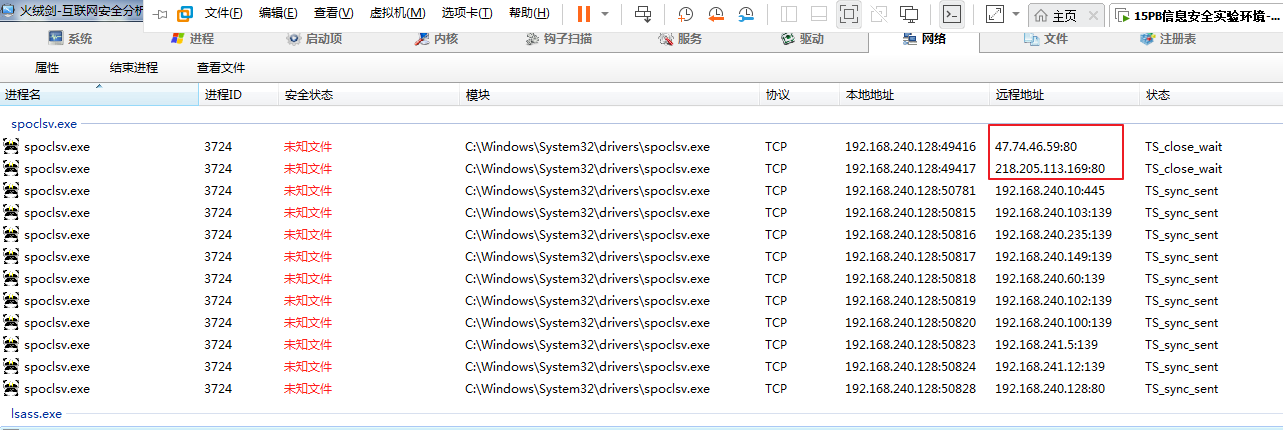 火绒剑-互联网安全分析 文件(F) 编辑(E) 查看(V) 虚拟机(M) 选项卡(T) 帮助(H) 主页 15PB信息安全实验环境-...
系统 进程 启动项 内核 钩子扫描 服务 驱动 网络 文件 注册表
属性 结束进程 查看文件
进程名 进程ID 安全状态 模块 协议 本地地址 远程地址 状态
spoclsv.exe
spoclsv.exe 3724 未知文件 C:\Windows\System32\drivers\spoclsv.exe TCP 192.168.240.128:49416 47.74.46.59:80 TS_close_wait
spoclsv.exe 3724 未知文件 C:\Windows\System32\drivers\spoclsv.exe TCP 192.168.240.128:49417 218.205.113.169:80 TS_close_wait
spoclsv.exe 3724 未知文件 C:\Windows\System32\drivers\spoclsv.exe TCP 192.168.240.128:50781 192.168.240.10:445 TS_sync_sent
spoclsv.exe 3724 未知文件 C:\Windows\System32\drivers\spoclsv.exe TCP 192.168.240.128:50815 192.168.240.103:139 TS_sync_sent
spoclsv.exe 3724 未知文件 C:\Windows\System32\drivers\spoclsv.exe TCP 192.168.240.128:50816 192.168.240.235:139 TS_sync_sent
spoclsv.exe 3724 未知文件 C:\Windows\System32\drivers\spoclsv.exe TCP 192.168.240.128:50817 192.168.240.149:139 TS_sync_sent
spoclsv.exe 3724 未知文件 C:\Windows\System32\drivers\spoclsv.exe TCP 192.168.240.128:50818 192.168.240.60:139 TS_sync_sent
spoclsv.exe 3724 未知文件 C:\Windows\System32\drivers\spoclsv.exe TCP 192.168.240.128:50819 192.168.240.102:139 TS_sync_sent
spoclsv.exe 3724 未知文件 C:\Windows\System32\drivers\spoclsv.exe TCP 192.168.240.128:50820 192.168.240.100:139 TS_sync_sent
spoclsv.exe 3724 未知文件 C:\Windows\System32\drivers\spoclsv.exe TCP 192.168.240.128:50823 192.168.241.5:139 TS_sync_sent
spoclsv.exe 3724 未知文件 C:\Windows\System32\drivers\spoclsv.exe TCP 192.168.240.128:50824 192.168.241.12:139 TS_sync_sent
spoclsv.exe 3724 未知文件 C:\Windows\System32\drivers\spoclsv.exe TCP 192.168.240.128:50828 192.168.240.128:80 TS_sync_sent
lsass.exe